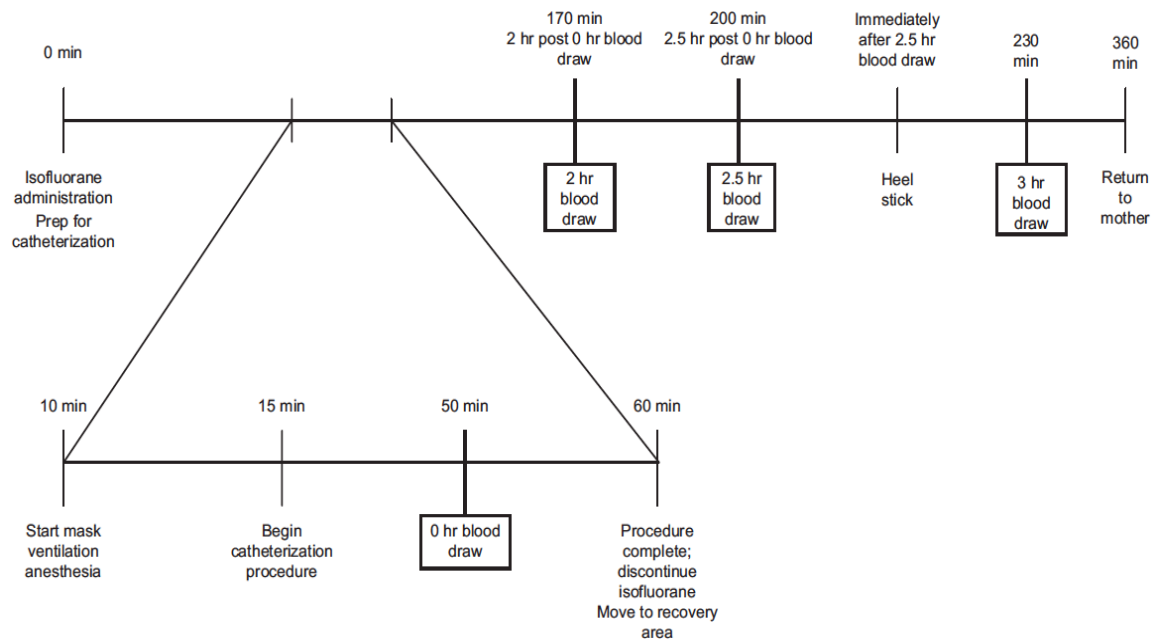 0 min
170 min
2 hr post 0 hr blood
draw
200 min
2.5 hr post 0 hr blood
draw
Immediately
after 2.5 hr
blood draw
230
min
360
min
Isofluorane
administration
Prep for
catheterization
2 hr
blood
draw
2.5 hr
blood
draw
Heel
stick
3 hr
blood
draw
Return
to
mother
10 min
15 min
50 min
60 min
Start mask
ventilation
anesthesia
Begin
catheterization
procedure
0 hr blood
draw
Procedure
complete;
discontinue
isofluorane
Move to recovery
area